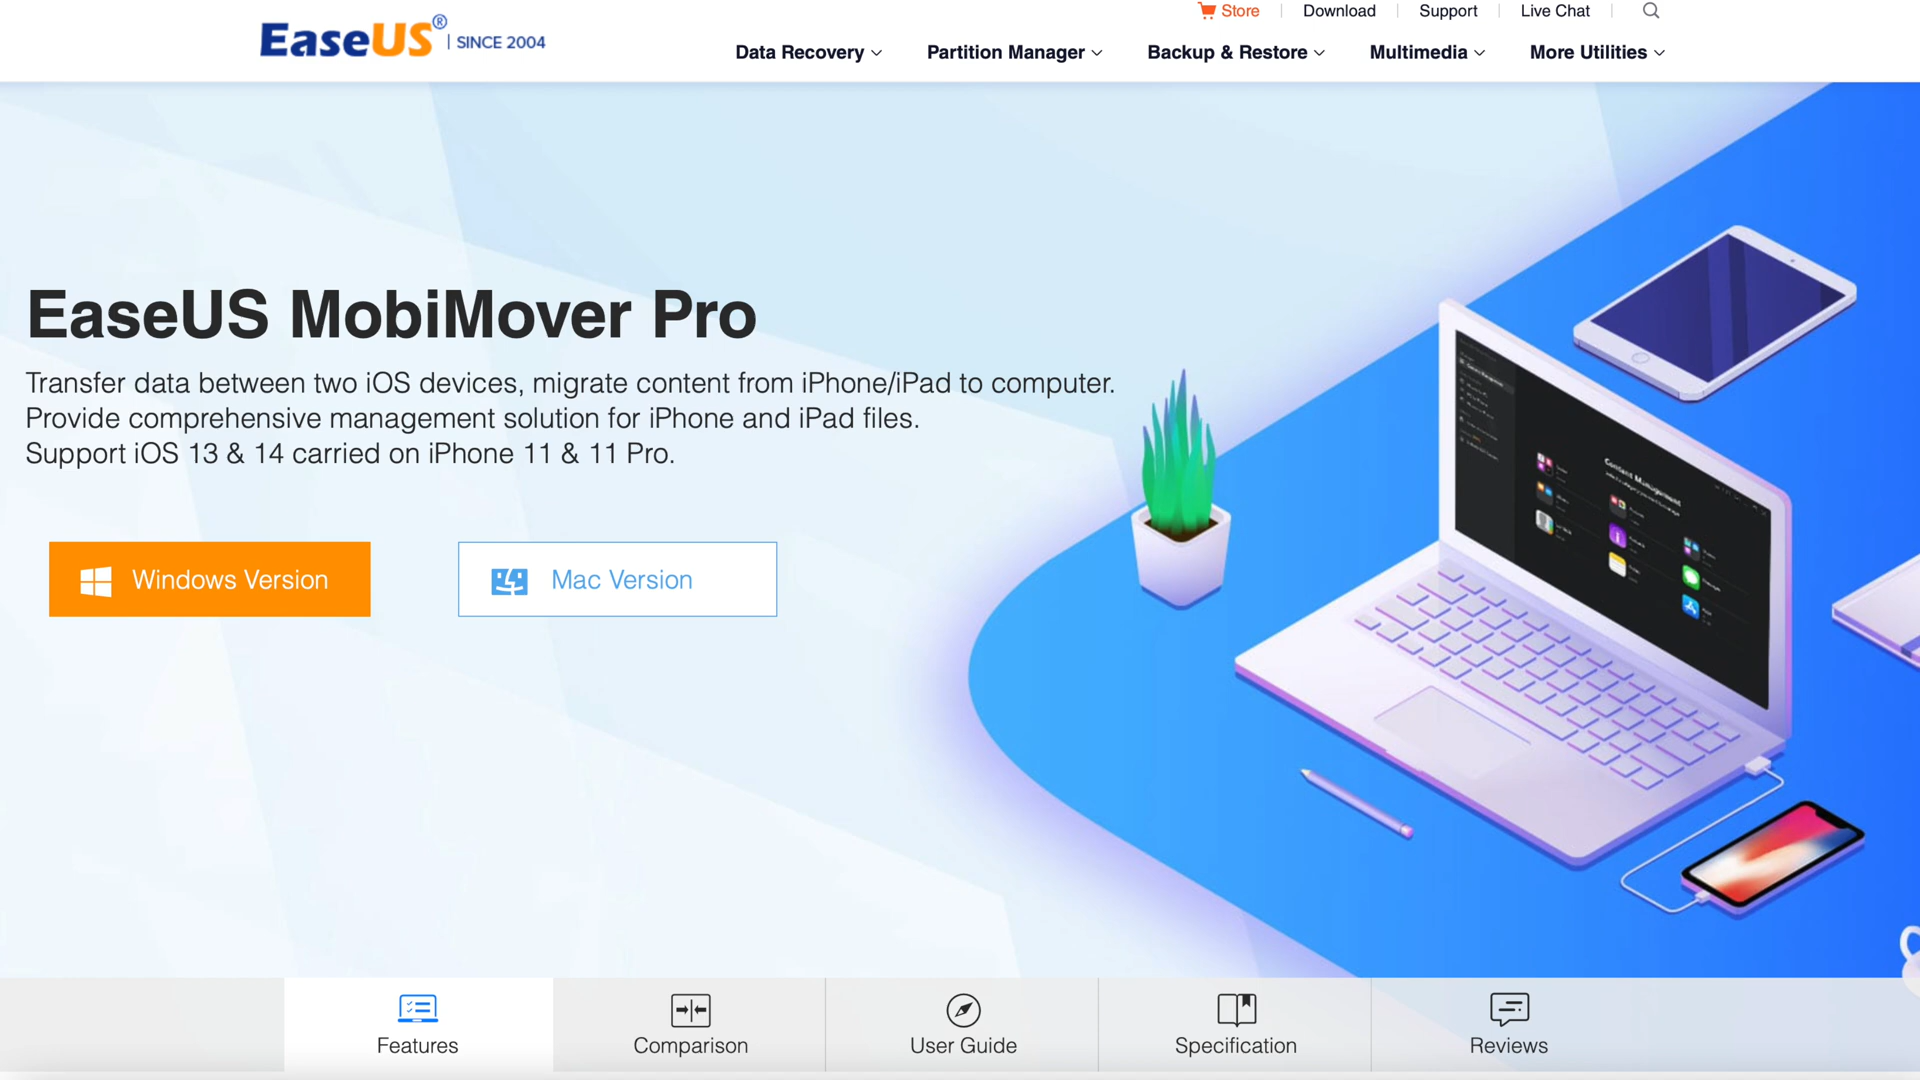 Store
Download
Support
Live Chat
EaseUS® | SINCE 2004
Data Recovery
Partition Manager
Backup & Restore
Multimedia
More Utilities
EaseUS MobiMover Pro
Transfer data between two iOS devices, migrate content from iPhone/iPad to computer.
Provide comprehensive management solution for iPhone and iPad files.
Support iOS 13 & 14 carried on iPhone 11 & 11 Pro.
Windows Version
Mac Version
Content Management
Features
Comparison
User Guide
Specification
Reviews